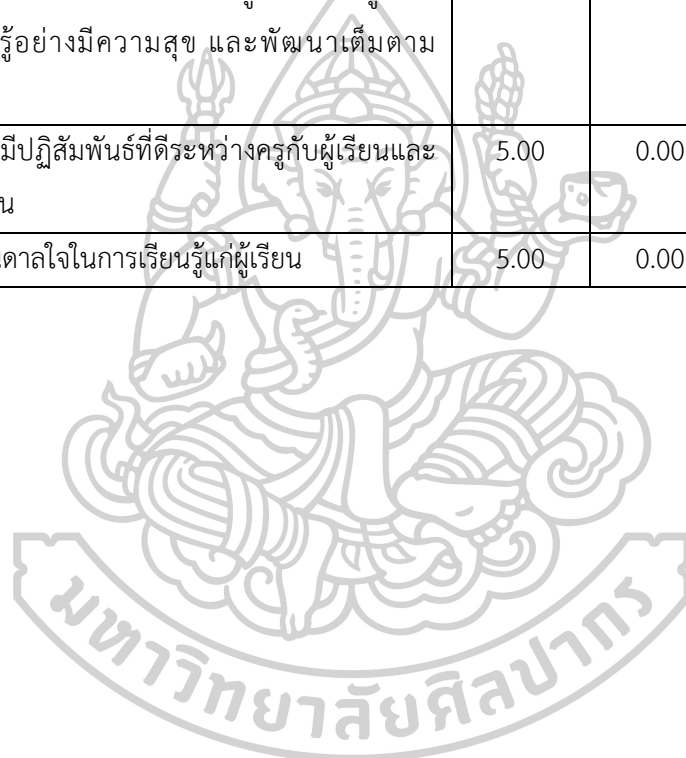 รู้อย่างมีความสุข และพัฒนาเต็มตาม
มีปฏิสัมพันธ์ที่ดีระหว่างครูกับผู้เรียนและ 5.00 0.00
น
ดาลใจในการเรียนรู้แก่ผู้เรียน 5.00 0.00
มหาวิทยาลัยศิลปากร